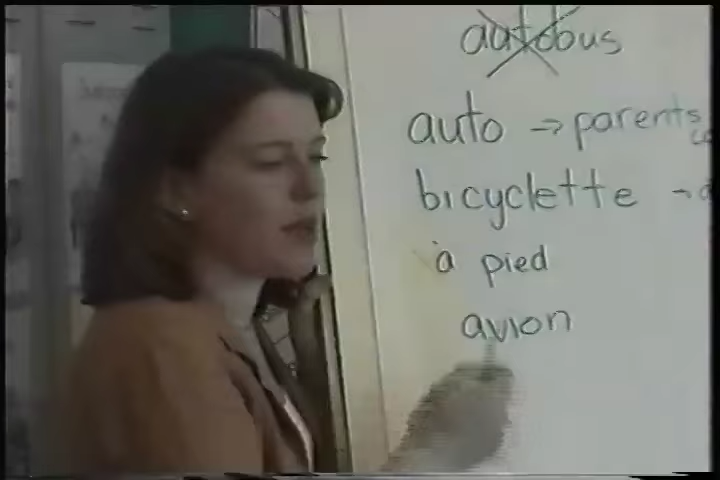 autobus
auto → parents
bicyclette →
à pied
avion